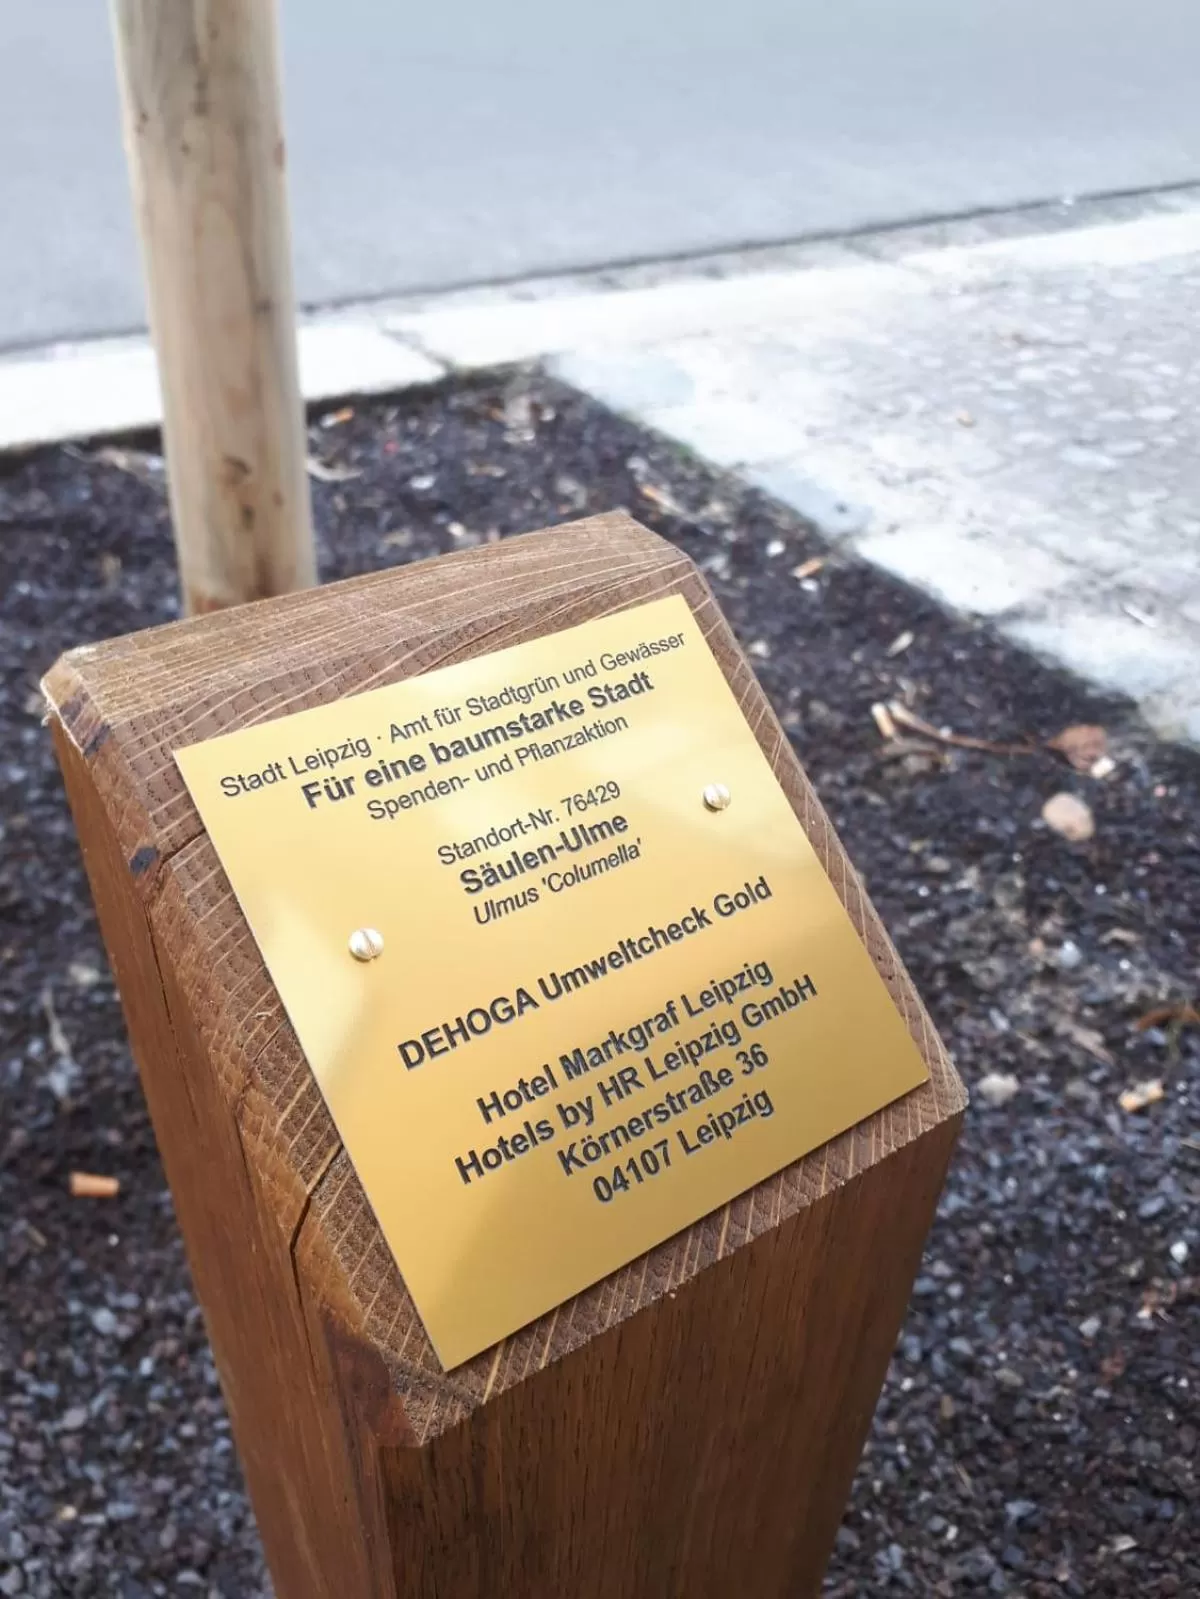 Stadt Leipzig · Amt für Stadtgrün und Gewässer
Für eine baumstarke Stadt
Spenden- und Pflanzaktion
Standort-Nr. 76429
Säulen-Ulme
Ulmus 'Columella'
DEHOGA Umweltcheck Gold
Hotel Markgraf Leipzig
Hotels by HR Leipzig GmbH
Körnerstraße 36
04107 Leipzig